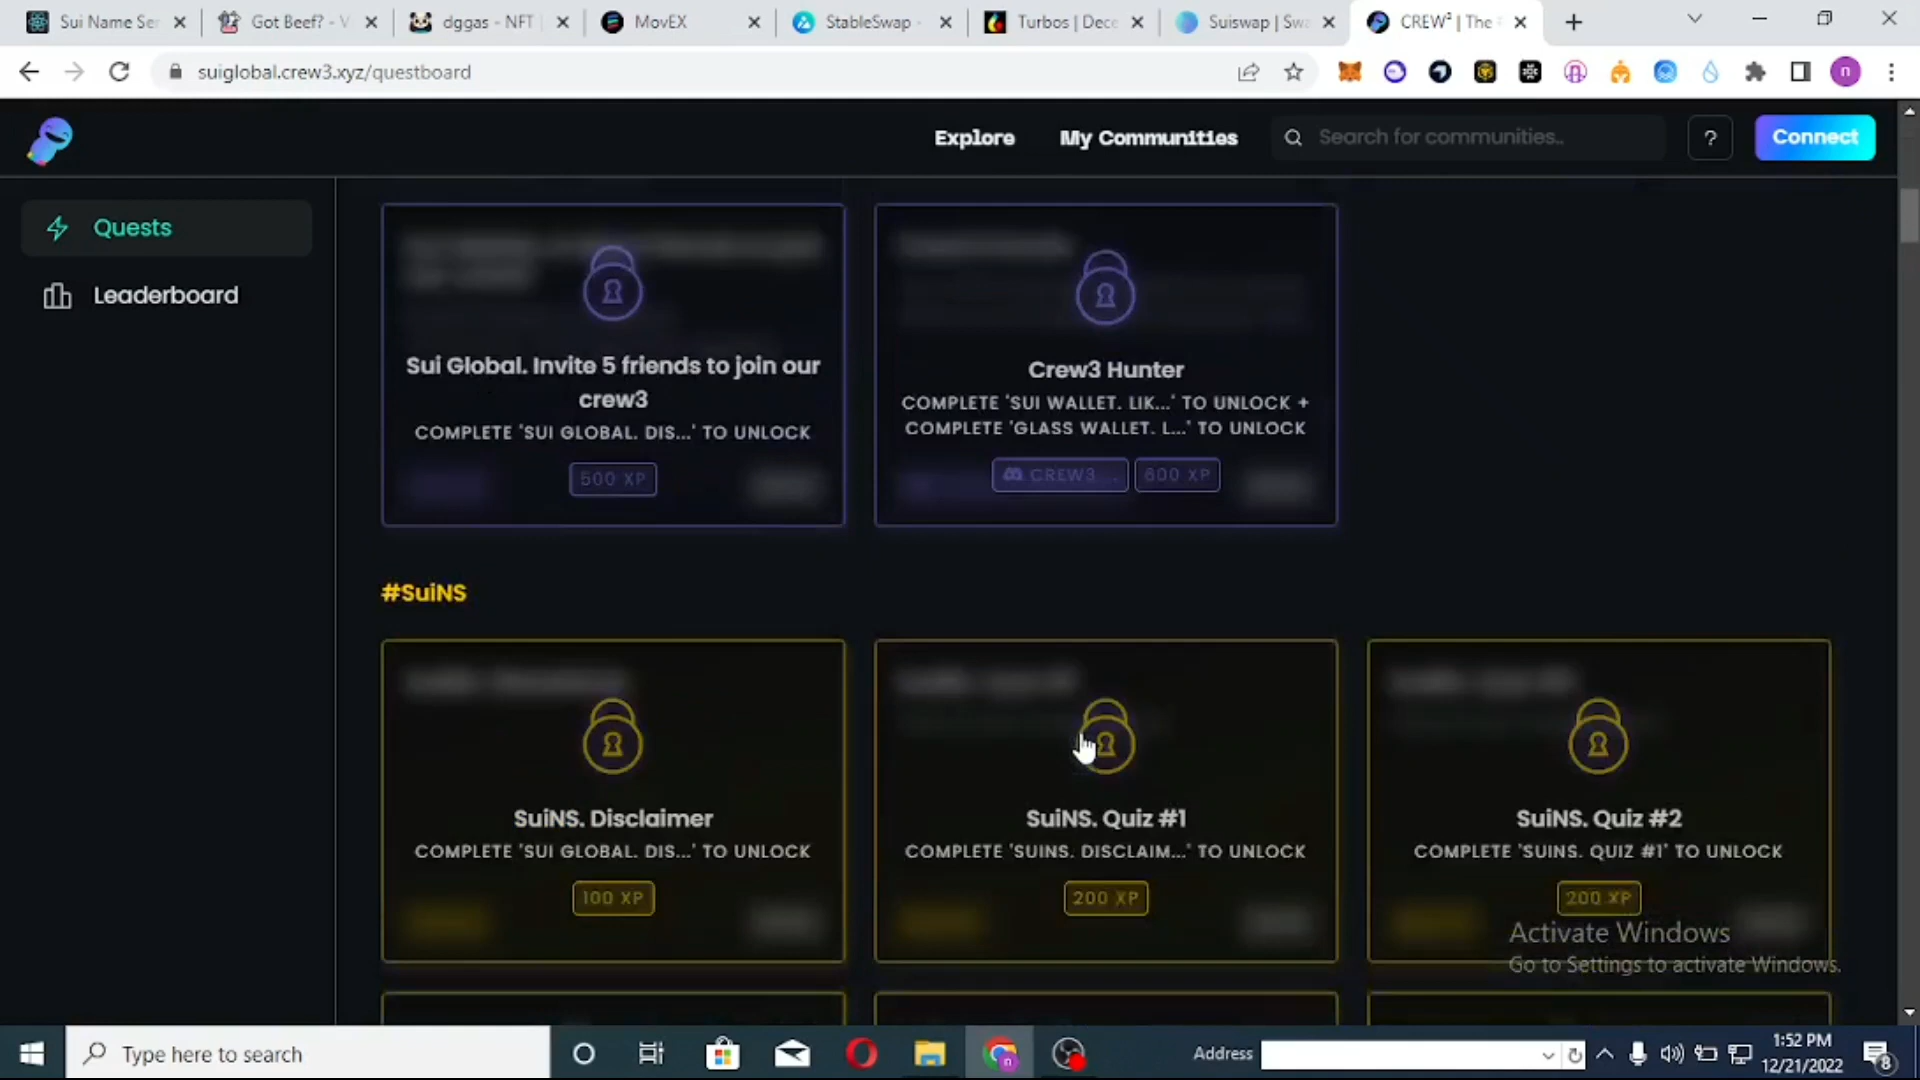 Sui Name Ser
Got Beef? - V
dggas - NFT
MovEX
StableSwap -
Turbos | Dece
Suiswap | Swa
CREW³ | The
suiglobal.crew3.xyz/questboard
n
Explore
My Communities
Search for communities..
?
Connect
Quests
Leaderboard
Sui Global. Invite 5 friends to join our
crew3
COMPLETE 'SUI GLOBAL. DIS...' TO UNLOCK
500 XP
Crew3 Hunter
COMPLETE 'SUI WALLET. LIK...' TO UNLOCK +
COMPLETE 'GLASS WALLET. L...' TO UNLOCK
CREW3 ...
600 XP
#SuiNS
SuiNS. Disclaimer
COMPLETE 'SUI GLOBAL. DIS...' TO UNLOCK
100 XP
SuiNS. Quiz #1
COMPLETE 'SUINS. DISCLAIM...' TO UNLOCK
200 XP
SuiNS. Quiz #2
COMPLETE 'SUINS. QUIZ #1' TO UNLOCK
200 XP
Activate Windows
Go to Settings to activate Windows.
Type here to search
n
Address
1:52 PM
12/21/2022
8